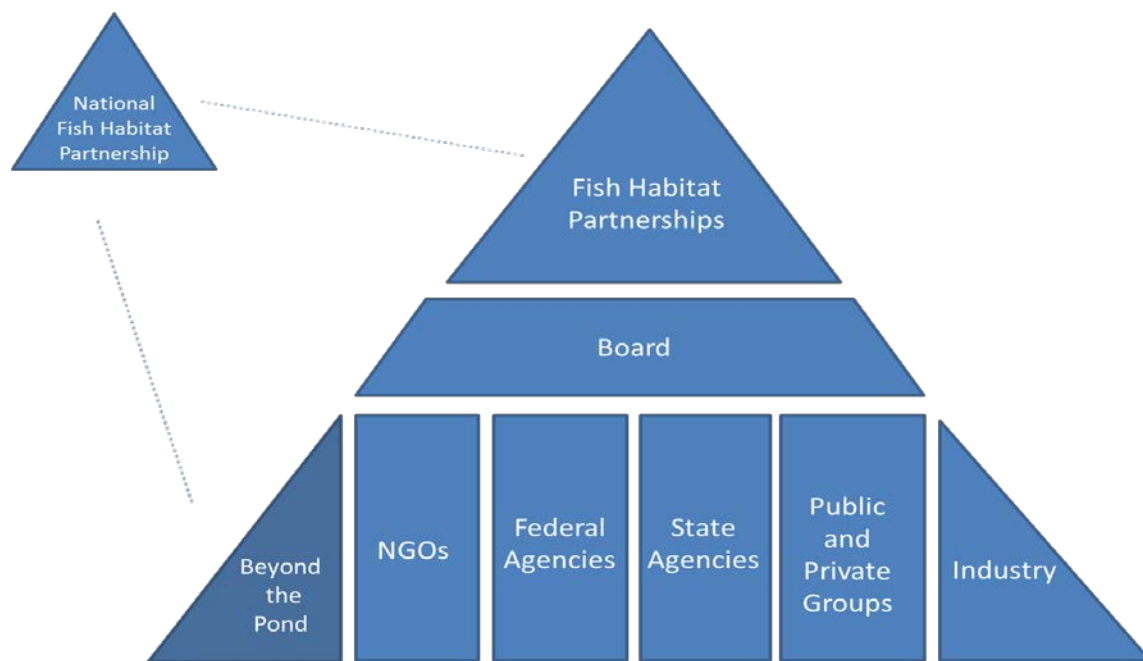 National
Fish Habitat
Partnership
Fish Habitat
Partnerships
Board
Beyond
the
Pond
NGOs
Federal
Agencies
State
Agencies
Public
and
Private
Groups
Industry